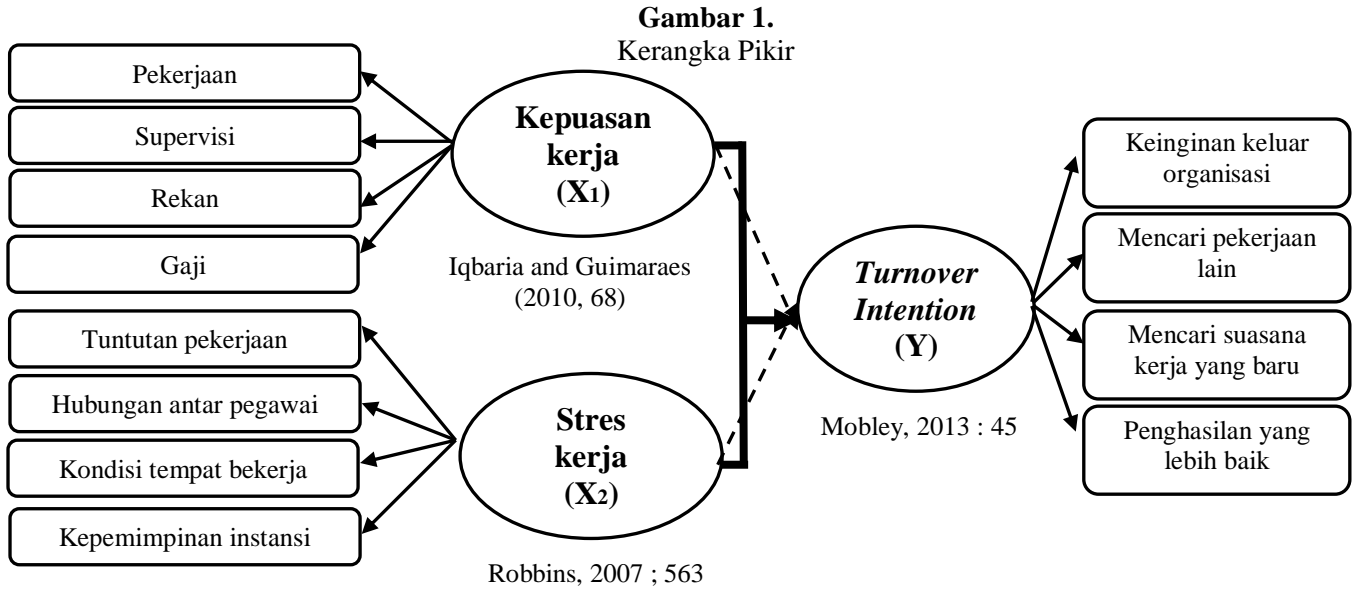 Gambar 1.
Kerangka Pikir
Pekerjaan
Supervisi
Rekan
Gaji
Kepuasan
kerja
(X1)
Iqbaria and Guimaraes
(2010, 68)
Tuntutan pekerjaan
Hubungan antar pegawai
Kondisi tempat bekerja
Kepemimpinan instansi
Stres
kerja
(X2)
Robbins, 2007 ; 563
Turnover
Intention
(Y)
Mobley, 2013 : 45
Keinginan keluar
organisasi
Mencari pekerjaan
lain
Mencari suasana
kerja yang baru
Penghasilan yang
lebih baik